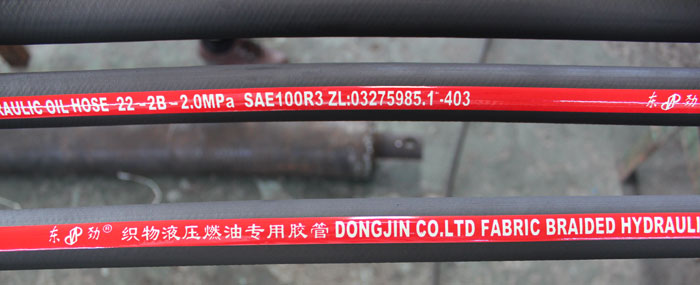 RAULIC OIL HOSE 22-2B-2.0MPa SAE100R3 ZL:03275985.1-403 东 劲
东 劲® 织物液压燃油专用胶管 DONGJIN CO.LTD FABRIC BRAIDED HYDRAULI